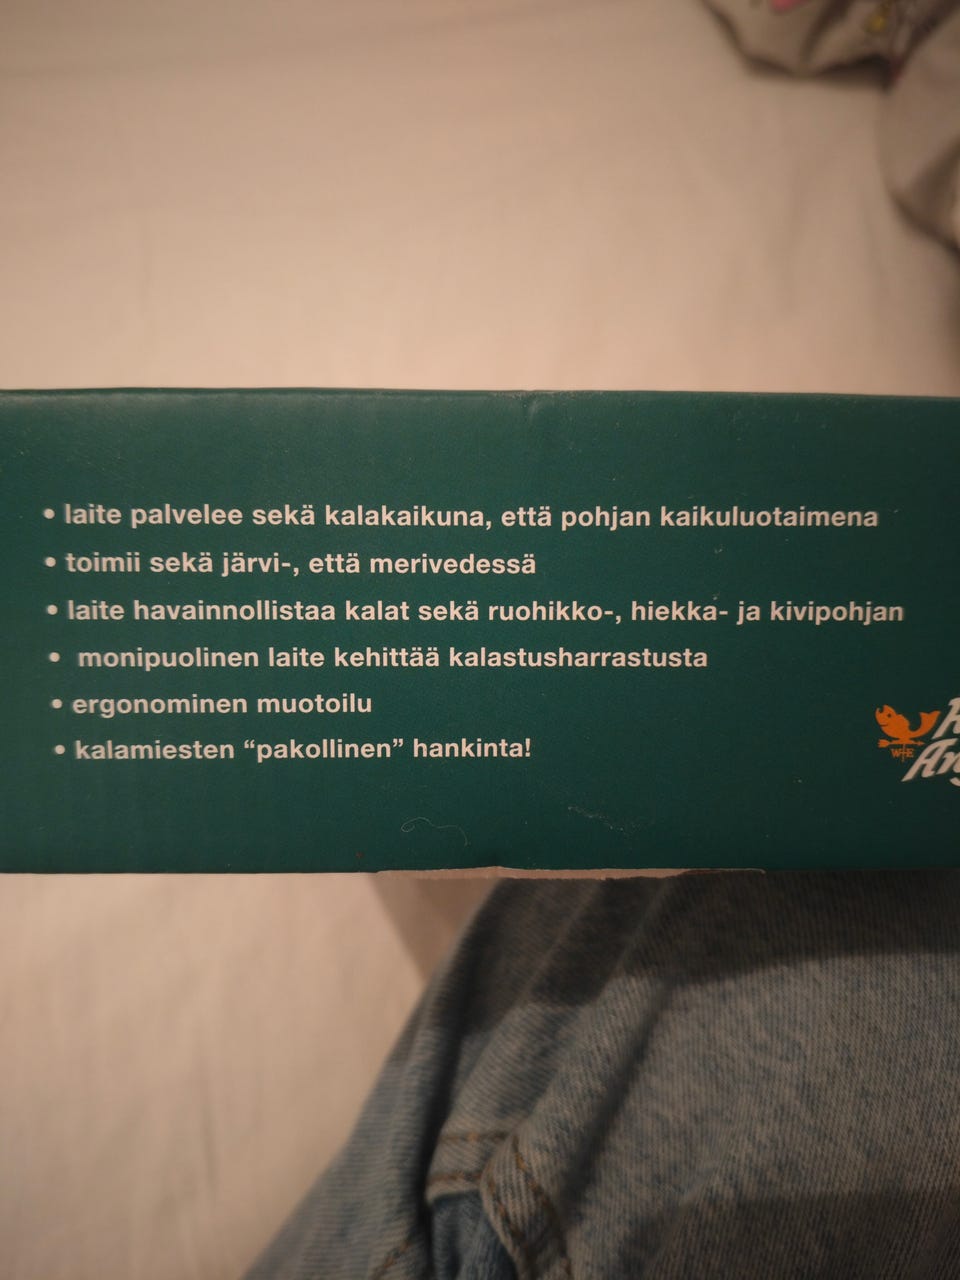 • laite palvelee sekä kalakaikuna, että pohjan kaikuluotaimena
• toimii sekä järvi-, että merivedessä
• laite havainnollistaa kalat sekä ruohikko-, hiekka- ja kivipohjan
• monipuolinen laite kehittää kalastusharrastusta
• ergonominen muotoilu
• kalamiesten “pakollinen” hankinta!
W E